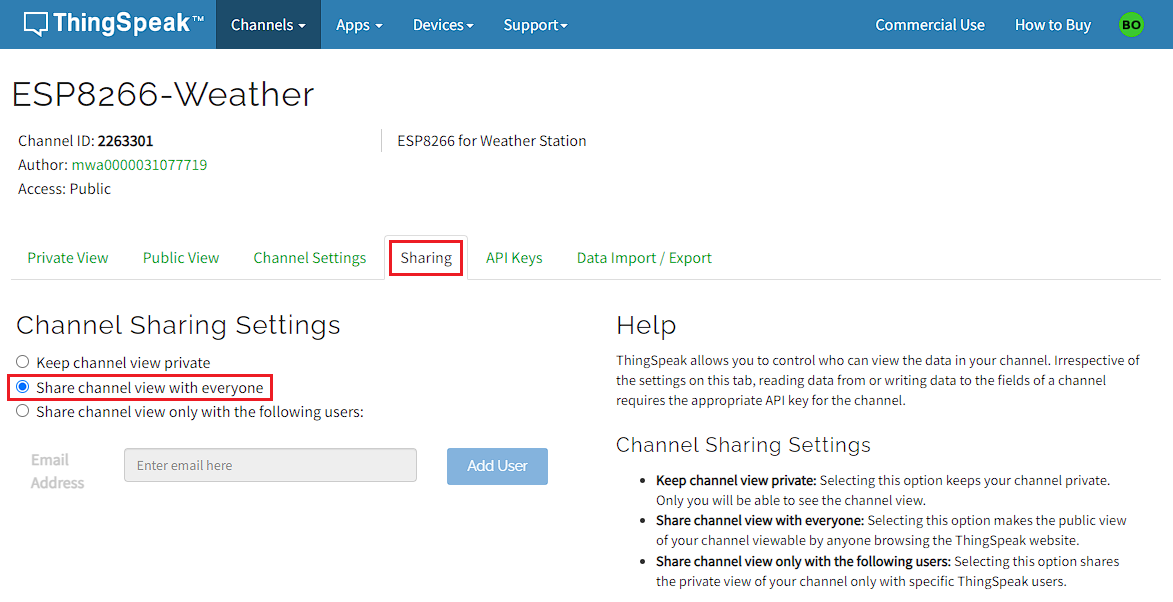 ThingSpeak™ Channels Apps Devices Support Commercial Use How to Buy BO
ESP8266-Weather
Channel ID: 2263301
Author: mwa0000031077719
Access: Public
ESP8266 for Weather Station
Private View Public View Channel Settings Sharing API Keys Data Import / Export
Channel Sharing Settings
Keep channel view private
Share channel view with everyone
Share channel view only with the following users:
Email
Address
Enter email here
Add User
Help
ThingSpeak allows you to control who can view the data in your channel. Irrespective of
the settings on this tab, reading data from or writing data to the fields of a channel
requires the appropriate API key for the channel.
Channel Sharing Settings
• Keep channel view private: Selecting this option keeps your channel private.
Only you will be able to see the channel view.
• Share channel view with everyone: Selecting this option makes the public view
of your channel viewable by anyone browsing the ThingSpeak website.
• Share channel view only with the following users: Selecting this option shares
the private view of your channel only with specific ThingSpeak users.